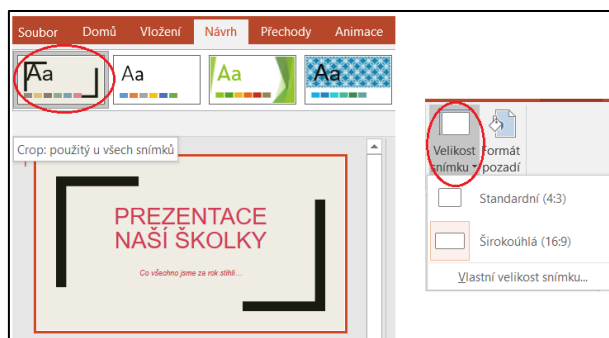 Soubor Domů Vložení Návrh Přechody Animace
Aa Aa Aa Aa
Crop: použitý u všech snímků
PREZENTACE
NAŠÍ ŠKOLKY
Co všechno jsme za rok stihli...
Velikost Formát
snímku pozadí
Standardní (4:3)
Širokoúhlá (16:9)
Vlastní velikost snímku...